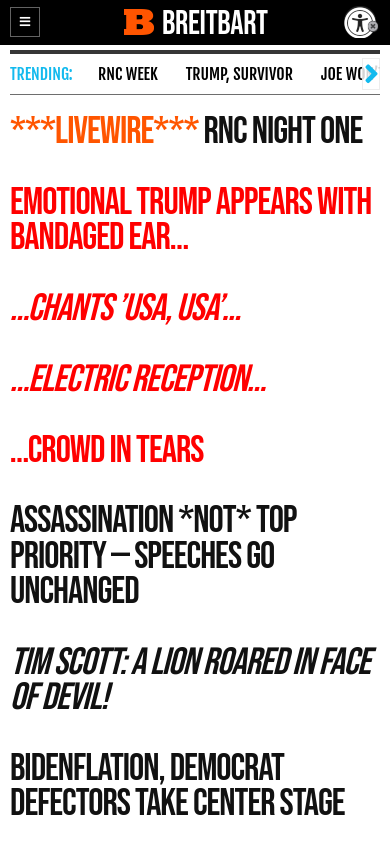 B BREITBART
TRENDING: RNC WEEK TRUMP, SURVIVOR JOE
***LIVEWIRE*** RNC NIGHT ONE
EMOTIONAL TRUMP APPEARS WITH
BANDAGED EAR...
...CHANTS 'USA, USA'...
...ELECTRIC RECEPTION...
...CROWD IN TEARS
ASSASSINATION *NOT* TOP
PRIORITY — SPEECHES GO
UNCHANGED
TIM SCOTT: A LION ROARED IN FACE
OF DEVIL!
BIDENFLATION, DEMOCRAT
DEFECTORS TAKE CENTER STAGE